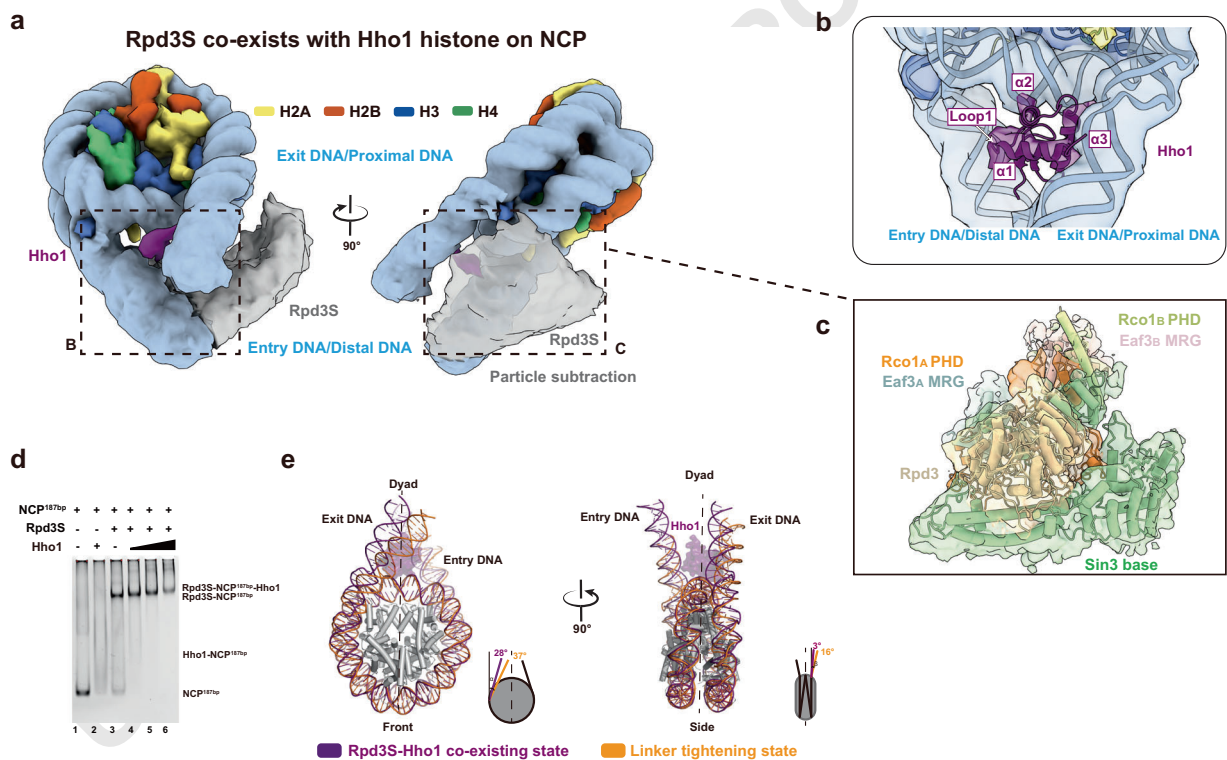 a
Rpd3S co-exists with Hho1 histone on NCP
H2A H2B H3 H4
Exit DNA/Proximal DNA
90°
Hho1
Rpd3S
Rpd3S
B
Entry DNA/Distal DNA
C
Particle subtraction
b
α2
Loop1
α3
α1
Hho1
Entry DNA/Distal DNA Exit DNA/Proximal DNA
c
Rco1B PHD
Eaf3B MRG
Rco1A PHD
Eaf3A MRG
Rpd3
Sin3 base
d
NCP187bp + + + + + +
Rpd3S - - + + + +
Hho1 - + -
Rpd3S-NCP187bp-Hho1
Rpd3S-NCP187bp
Hho1-NCP187bp
NCP187bp
1 2 3 4 5 6
e
Dyad
Exit DNA
Entry DNA
28° 37°
α
Front
90°
Dyad
Entry DNA
Exit DNA
Hho1
3°
16°
Side
Rpd3S-Hho1 co-existing state Linker tightening state